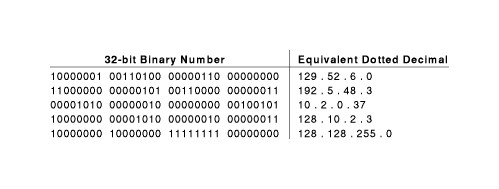 32-bit Binary Number Equivalent Dotted Decimal
10000001 00110100 00000110 00000000 129 . 52 . 6 . 0
11000000 00000101 00110000 00000011 192 . 5 . 48 . 3
00001010 00000010 00000000 00100101 10 . 2 . 0 . 37
10000000 00001010 00000010 00000011 128 . 10 . 2 . 3
10000000 10000000 11111111 00000000 128 . 128 . 255 . 0